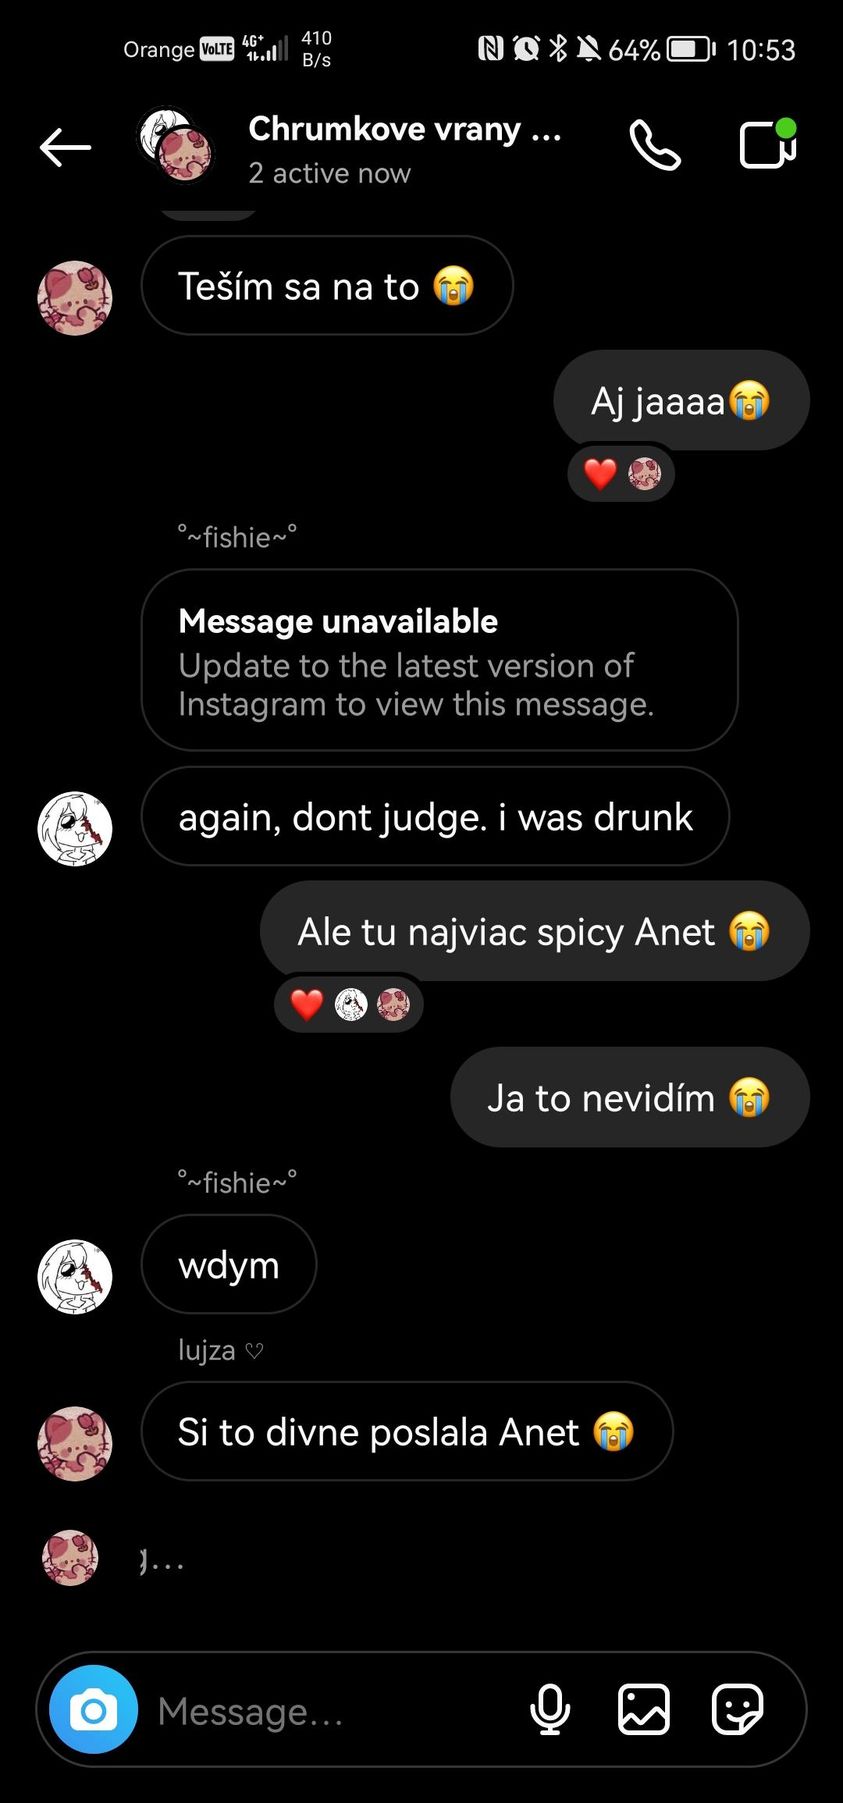 Orange VoLTE 4G+ 410 B/s 64% 10:53
Chrumkove vrany ...
2 active now
Teším sa na to 😭
Aj jaaaa😭
°~fishie~°
Message unavailable
Update to the latest version of
Instagram to view this message.
again, dont judge. i was drunk
Ale tu najviac spicy Anet 😭
Ja to nevidím 😭
°~fishie~°
wdym
lujza ♡
Si to divne poslala Anet 😭
Message...